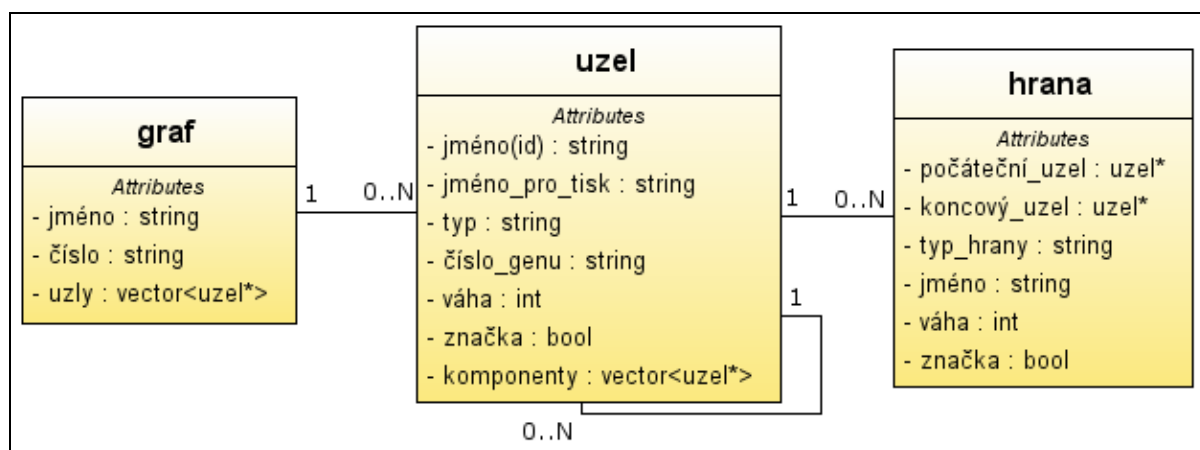 graf
Attributes
- jméno : string
- číslo : string
- uzly : vector<uzel*>
1
0..N
uzel
Attributes
- jméno(id) : string
- jméno_pro_tisk : string
- typ : string
- číslo_genu : string
- váha : int
- značka : bool
- komponenty : vector<uzel*>
1
0..N
1
0..N
hrana
Attributes
- počáteční_uzel : uzel*
- koncový_uzel : uzel*
- typ_hrany : string
- jméno : string
- váha : int
- značka : bool